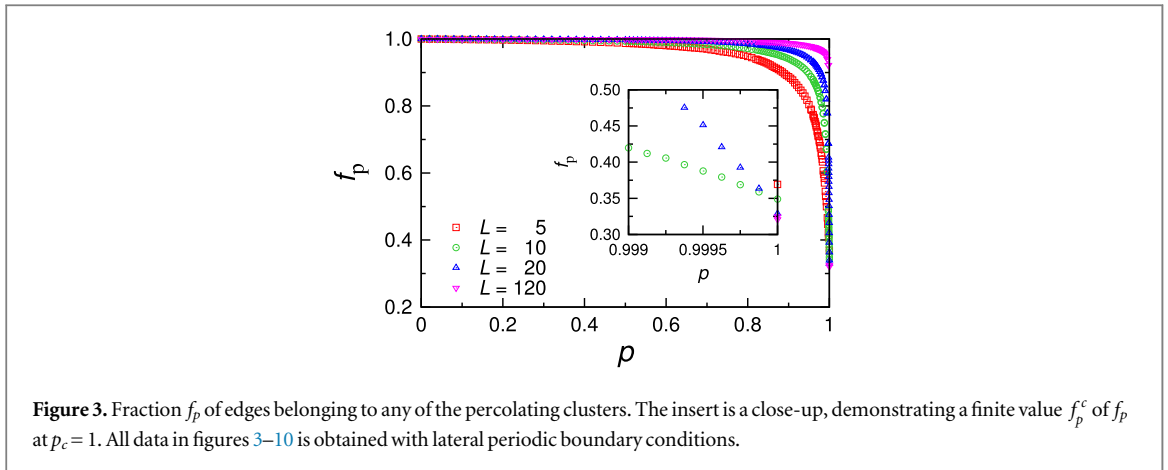 1.0
0.8
0.6
0.4
0.2
fp
0.50
0.45
0.40
0.35
0.30
fp
0.999
0.9995
1
p
L = 5
L = 10
L = 20
L = 120
0
0.2
0.4
0.6
0.8
1
p
Figure 3. Fraction fp of edges belonging to any of the percolating clusters. The insert is a close-up, demonstrating a finite value f_p^c of fp
at pc = 1. All data in figures 3–10 is obtained with lateral periodic boundary conditions.